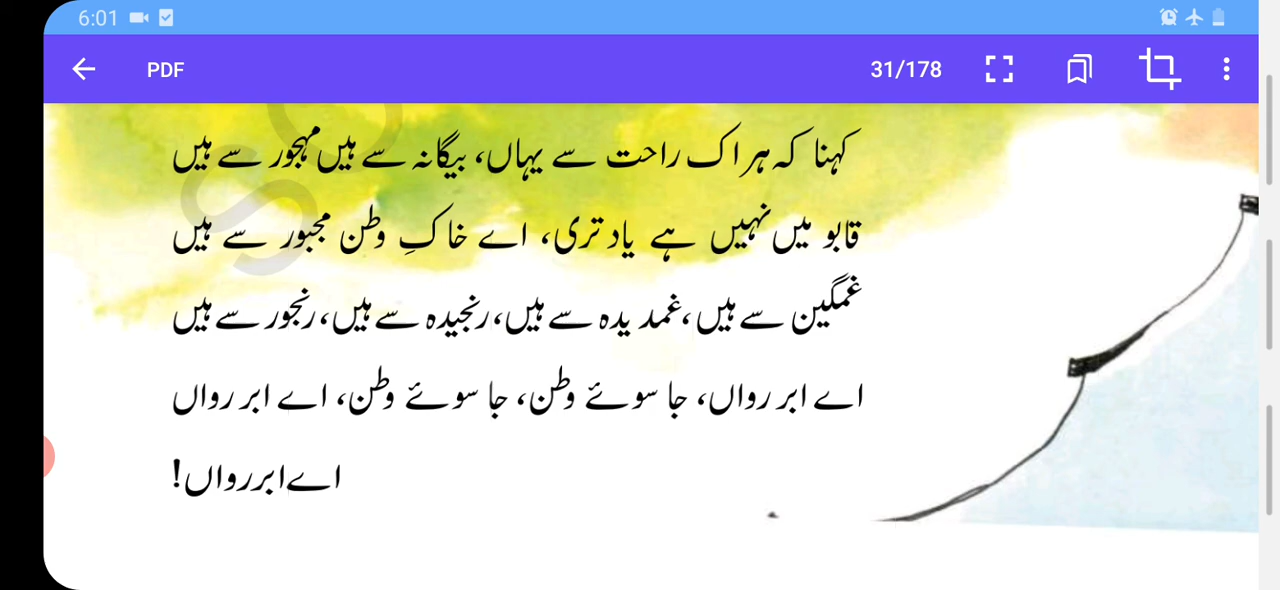 6:01
PDF
31/178
کہنا کہ ہر اک راحت سے یہاں، بیگانہ سے ہیں مہجور سے ہیں
قابو میں نہیں ہے یاد تری، اے خاکِ وطن مجبور سے ہیں
غمگین سے ہیں، غمدیدہ سے ہیں، رنجیدہ سے ہیں، رنجور سے ہیں
اے ابر رواں، جا سوئے وطن، جا سوئے وطن، اے ابر رواں
اے ابر رواں!